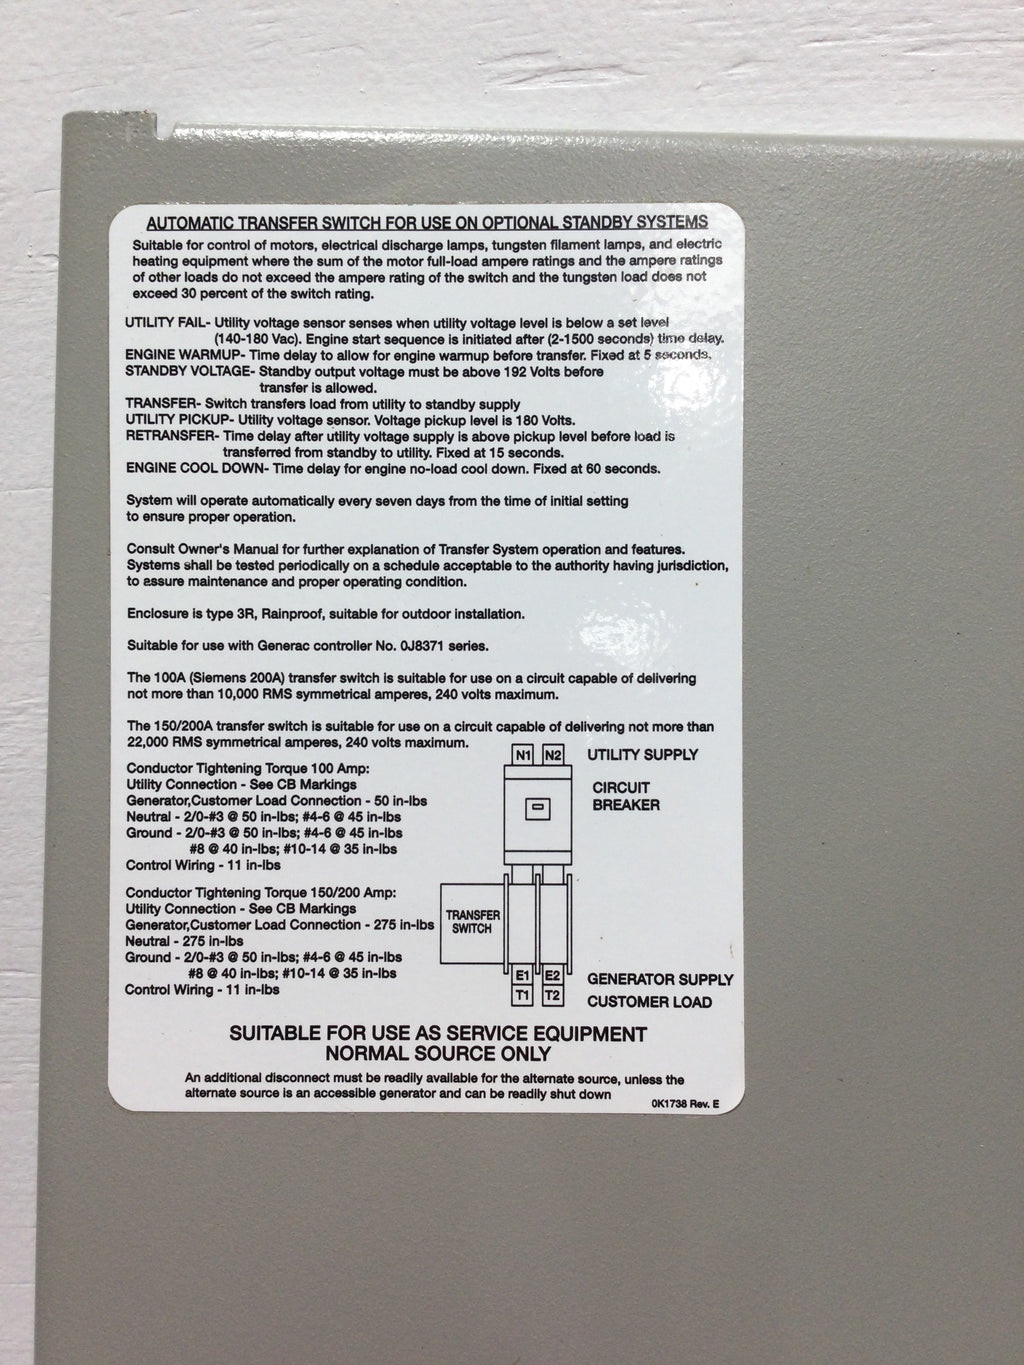 AUTOMATIC TRANSFER SWITCH FOR USE ON OPTIONAL STANDBY SYSTEMS
Suitable for control of motors, electrical discharge lamps, tungsten filament lamps, and electric
heating equipment where the sum of the motor full-load ampere ratings and the ampere ratings
of other loads do not exceed the ampere rating of the switch and the tungsten load does not
exceed 30 percent of the switch rating.
UTILITY FAIL- Utility voltage sensor senses when utility voltage level is below a set level
(140-180 Vac). Engine start sequence is initiated after (2-1500 seconds) time delay.
ENGINE WARMUP- Time delay to allow for engine warmup before transfer. Fixed at 5 seconds.
STANDBY VOLTAGE- Standby output voltage must be above 192 Volts before
transfer is allowed.
TRANSFER- Switch transfers load from utility to standby supply
UTILITY PICKUP- Utility voltage sensor. Voltage pickup level is 180 Volts.
RETRANSFER- Time delay after utility voltage supply is above pickup level before load is
transferred from standby to utility. Fixed at 15 seconds.
ENGINE COOL DOWN- Time delay for engine no-load cool down. Fixed at 60 seconds.
System will operate automatically every seven days from the time of initial setting
to ensure proper operation.
Consult Owner's Manual for further explanation of Transfer System operation and features.
Systems shall be tested periodically on a schedule acceptable to the authority having jurisdiction,
to assure maintenance and proper operating condition.
Enclosure is type 3R, Rainproof, suitable for outdoor installation.
Suitable for use with Generac controller No. 0J8371 series.
The 100A (Siemens 200A) transfer switch is suitable for use on a circuit capable of delivering
not more than 10,000 RMS symmetrical amperes, 240 volts maximum.
The 150/200A transfer switch is suitable for use on a circuit capable of delivering not more than
22,000 RMS symmetrical amperes, 240 volts maximum.
Conductor Tightening Torque 100 Amp:
Utility Connection - See CB Markings
Generator,Customer Load Connection - 50 in-lbs
Neutral - 2/0-#3 @ 50 in-lbs; #4-6 @ 45 in-lbs
Ground - 2/0-#3 @ 50 in-lbs; #4-6 @ 45 in-lbs
#8 @ 40 in-lbs; #10-14 @ 35 in-lbs
Control Wiring - 11 in-lbs
Conductor Tightening Torque 150/200 Amp:
Utility Connection - See CB Markings
Generator,Customer Load Connection - 275 in-lbs
Neutral - 275 in-lbs
Ground - 2/0-#3 @ 50 in-lbs; #4-6 @ 45 in-lbs
#8 @ 40 in-lbs; #10-14 @ 35 in-lbs
Control Wiring - 11 in-lbs
N1 N2 UTILITY SUPPLY
CIRCUIT
BREAKER
TRANSFER
SWITCH
E1 E2 GENERATOR SUPPLY
T1 T2 CUSTOMER LOAD
SUITABLE FOR USE AS SERVICE EQUIPMENT
NORMAL SOURCE ONLY
An additional disconnect must be readily available for the alternate source, unless the
alternate source is an accessible generator and can be readily shut down
0K1738 Rev. E